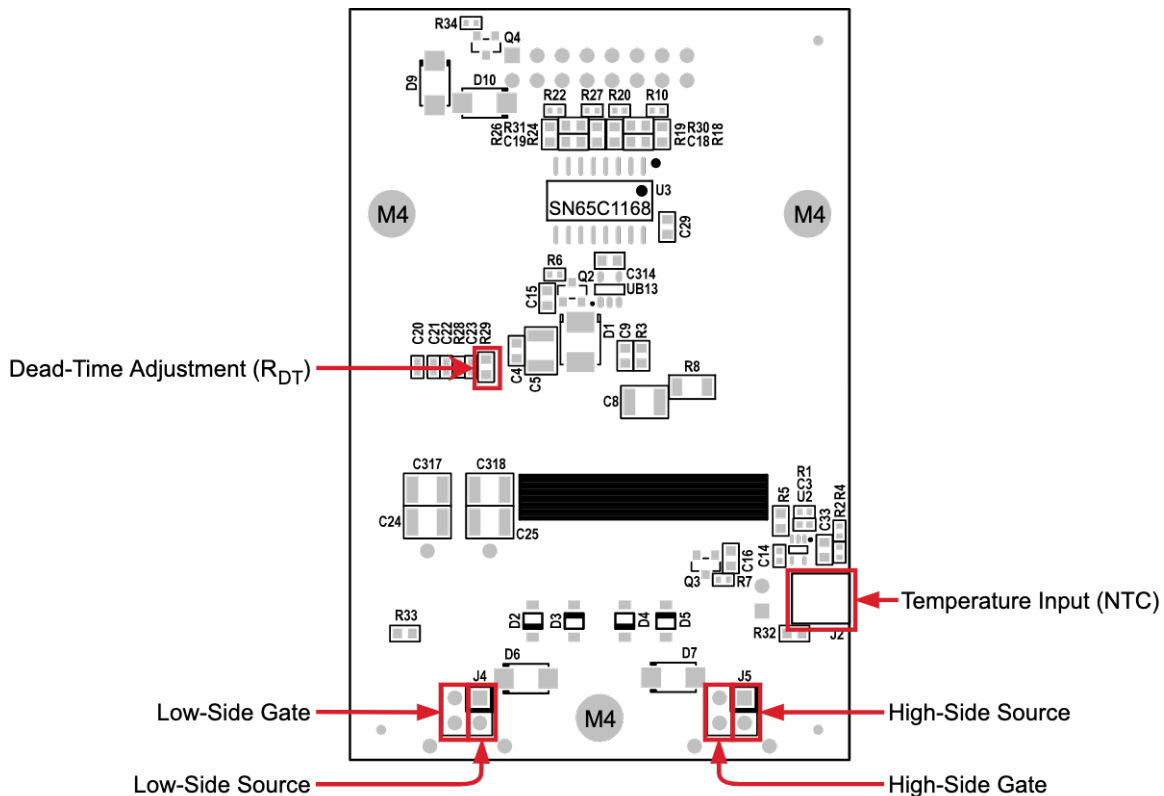 R34
Q4
D9
D10
R22
R27
R20
R10
R26
R31
C19
R24
R19
R30
C18
R18
U3
SN65C1168
M4
M4
C29
R6
Q2
C314
UB13
C15
D1
C9
R3
C20
C21
C22
R28
C23
R29
Dead-Time Adjustment (RDT)
C4
C5
R8
C8
C317
C318
C24
C25
R5
R1
C3
U2
C33
R2
R4
C14
C16
Q3
R7
Temperature Input (NTC)
R33
D2
D3
D4
D5
R32
J2
D6
D7
J4
J5
Low-Side Gate
M4
High-Side Source
Low-Side Source
High-Side Gate